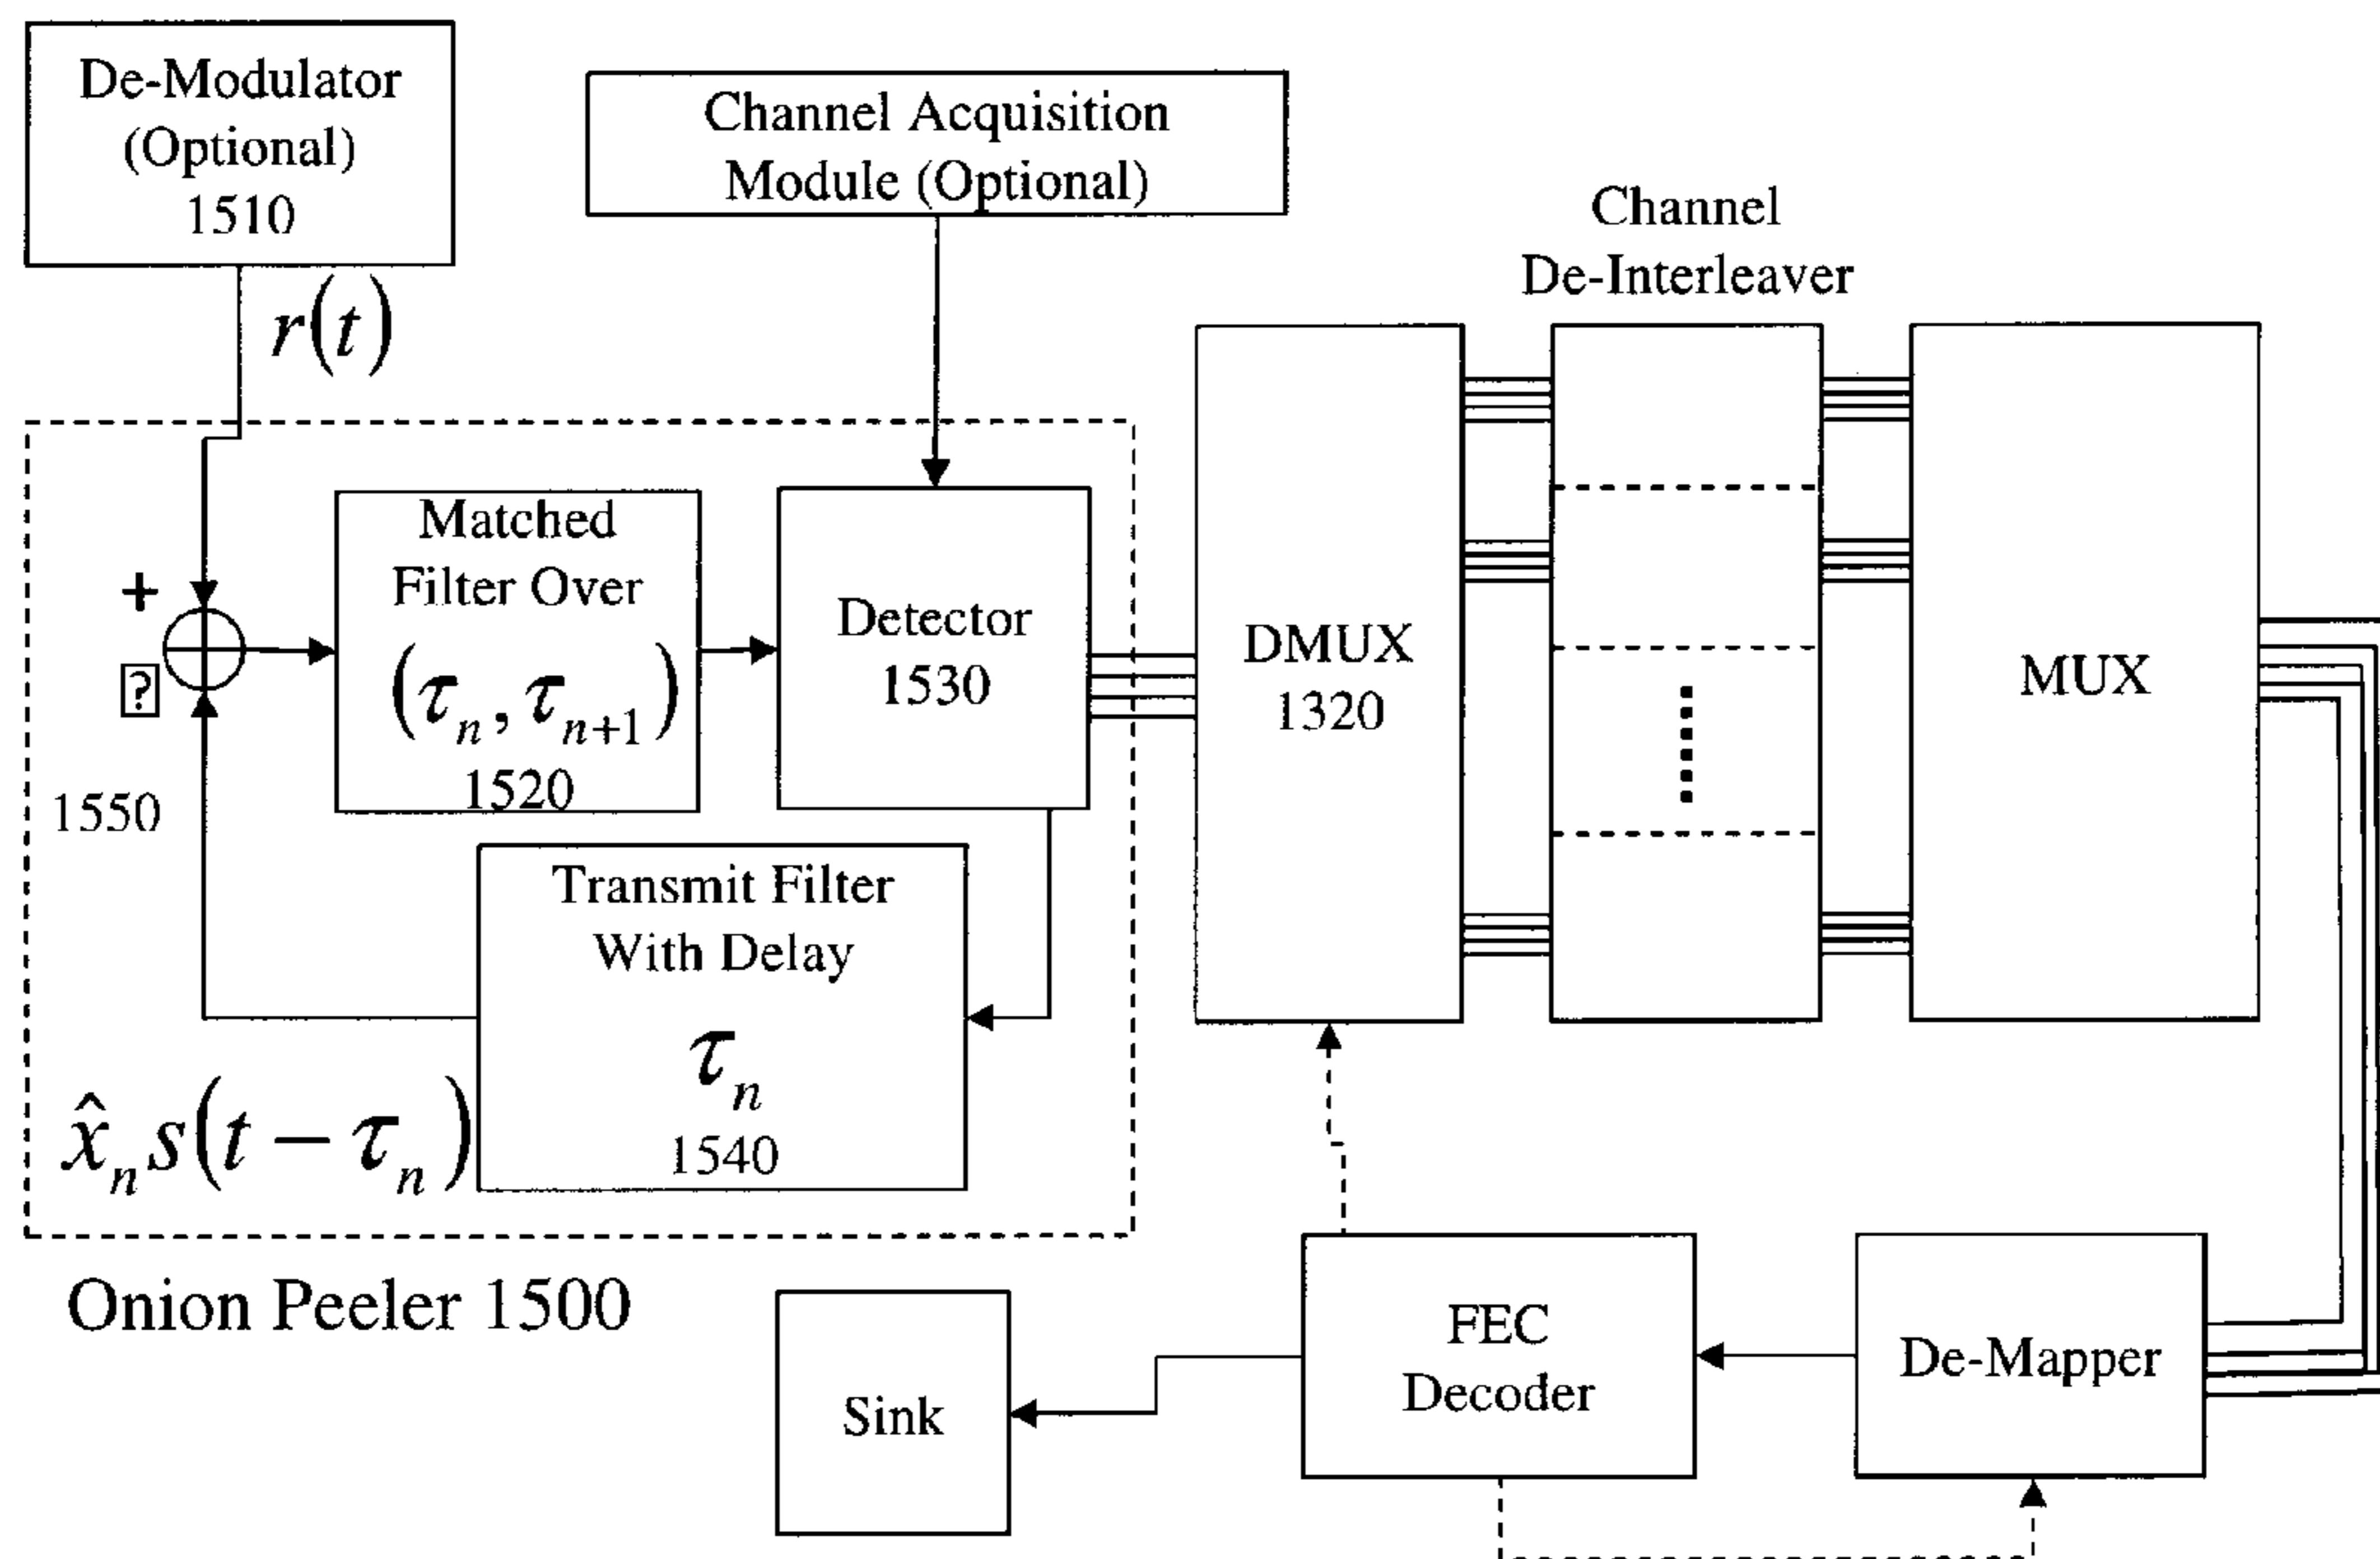 De-Modulator
(Optional)
1510
Channel Acquisition
Module (Optional)
Channel
De-Interleaver
r(t)
+
?
1550
Matched
Filter Over
(τn, τn+1)
1520
Detector
1530
DMUX
1320
MUX
Transmit Filter
With Delay
τn
1540
x̂n s(t − τn)
Onion Peeler 1500
Sink
FEC
Decoder
De-Mapper